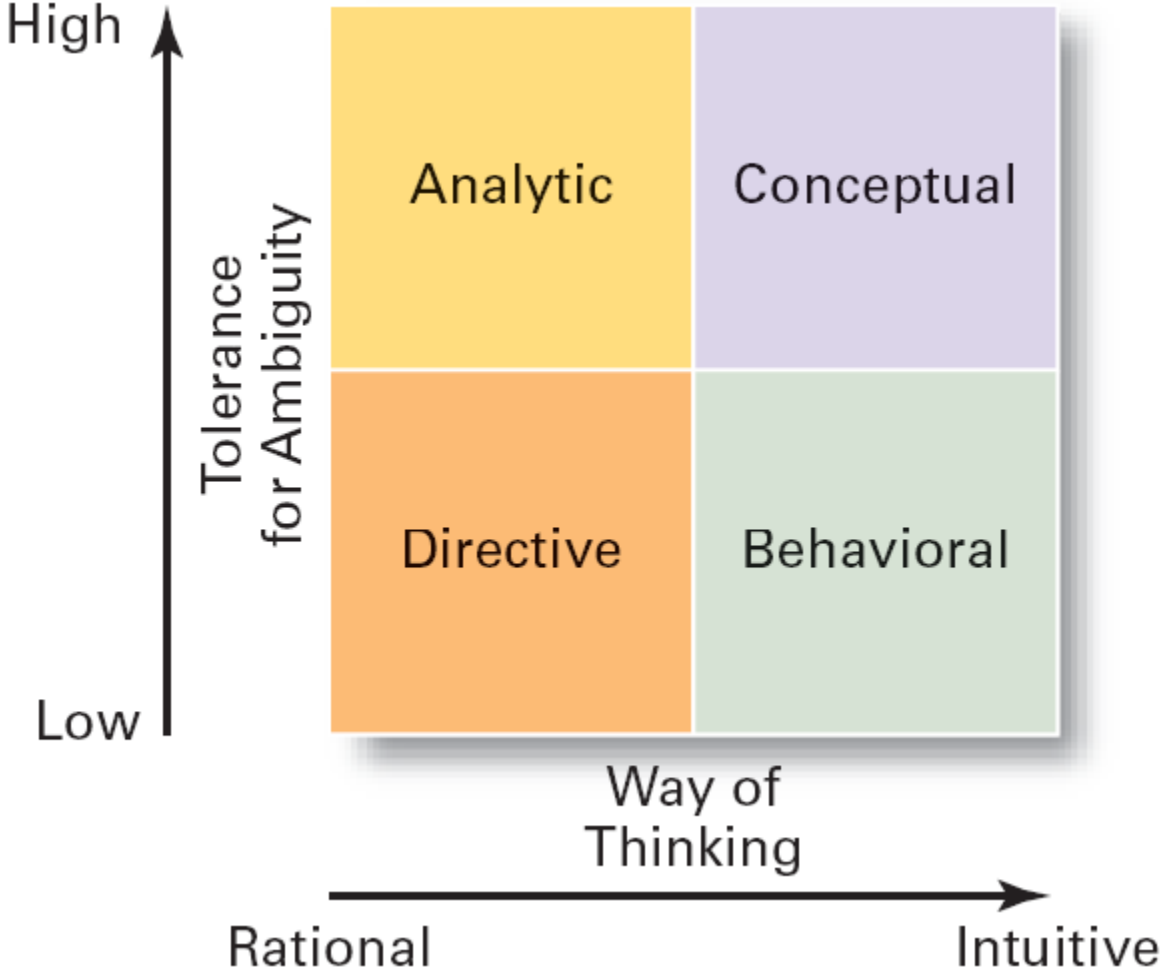 High
Analytic
Conceptual
Tolerance
for Ambiguity
Directive
Behavioral
Low
Way of
Thinking
Rational
Intuitive